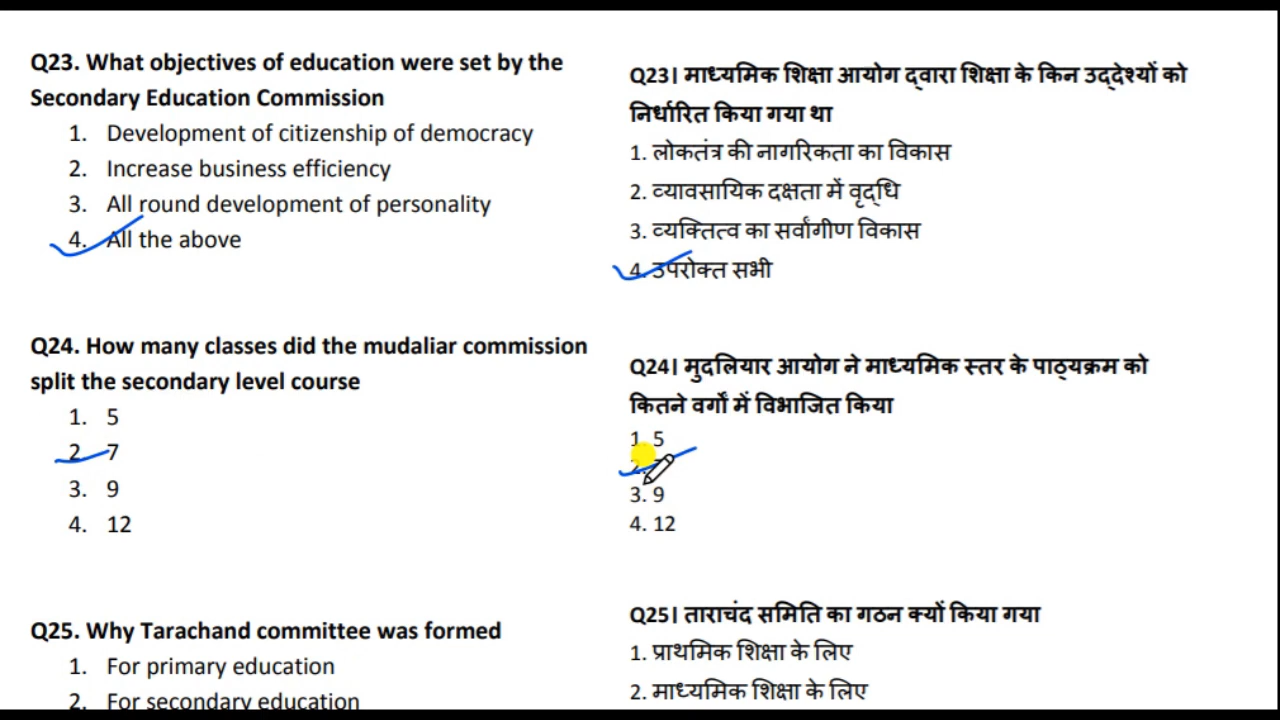 Q23. What objectives of education were set by the
Secondary Education Commission
1. Development of citizenship of democracy
2. Increase business efficiency
3. All round development of personality
4. All the above
Q24. How many classes did the mudaliar commission
split the secondary level course
1. 5
2. 7
3. 9
4. 12
Q25. Why Tarachand committee was formed
1. For primary education
2. For secondary education
Q23। माध्यमिक शिक्षा आयोग द्वारा शिक्षा के किन उद्देश्यों को
निर्धारित किया गया था
1. लोकतंत्र की नागरिकता का विकास
2. व्यावसायिक दक्षता में वृद्धि
3. व्यक्तित्व का सर्वांगीण विकास
4. उपरोक्त सभी
Q24। मुदलियार आयोग ने माध्यमिक स्तर के पाठ्यक्रम को
कितने वर्गों में विभाजित किया
1. 5
2.
3. 9
4. 12
Q25। ताराचंद समिति का गठन क्यों किया गया
1. प्राथमिक शिक्षा के लिए
2. माध्यमिक शिक्षा के लिए